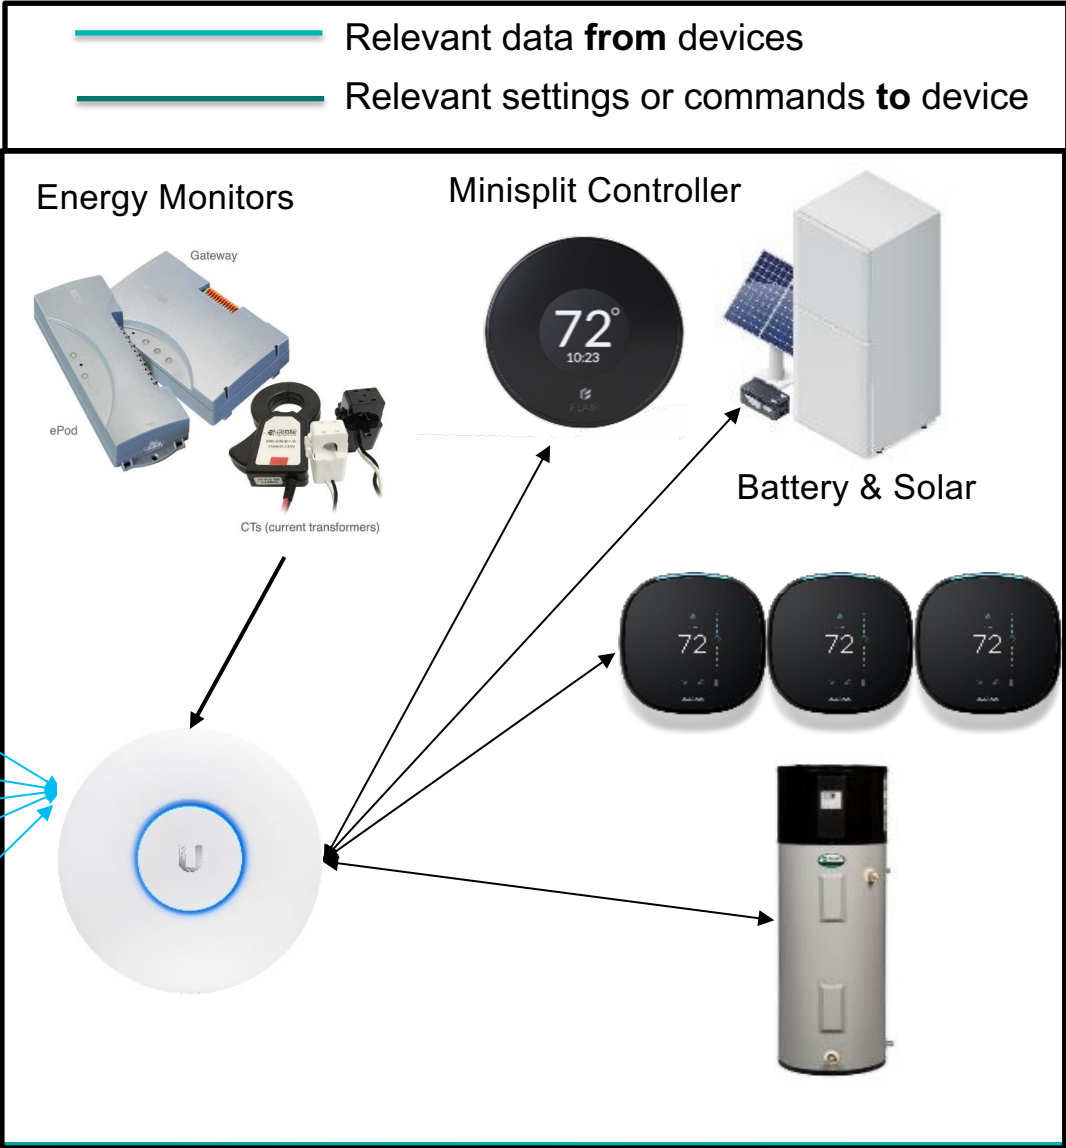 Relevant data from devices
Relevant settings or commands to device
Energy Monitors
Minisplit Controller
Gateway
ePod
CTs (current transformers)
72°
10:23
FLAIR
Battery & Solar
72
72
72
U